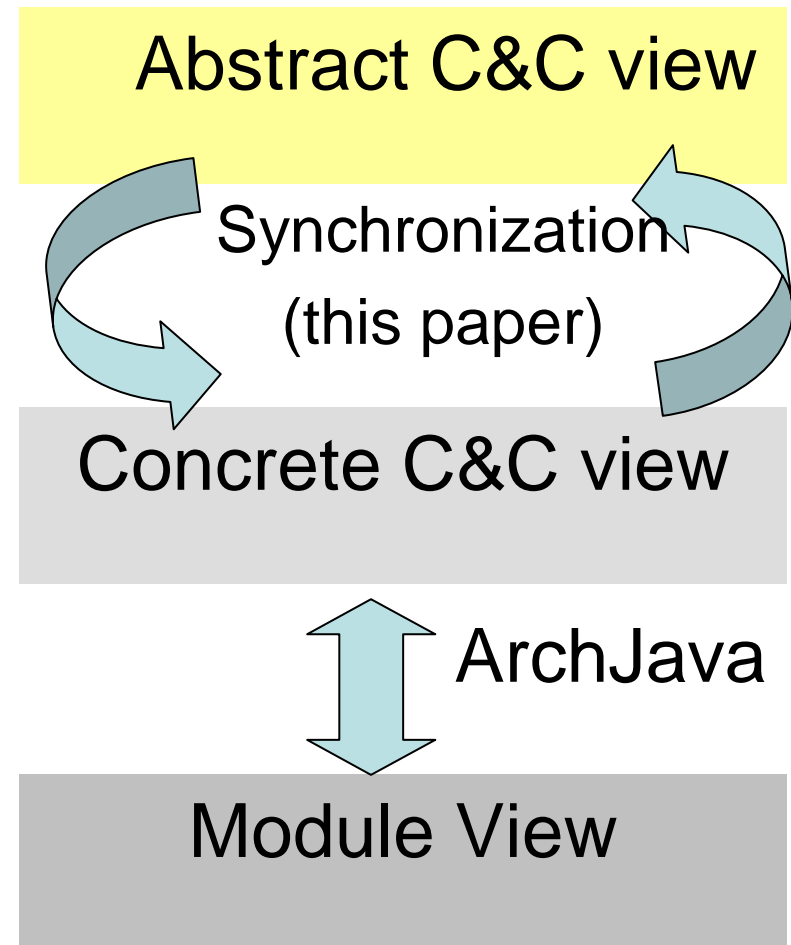 Abstract C&C view
Synchronization
(this paper)
Concrete C&C view
ArchJava
Module View